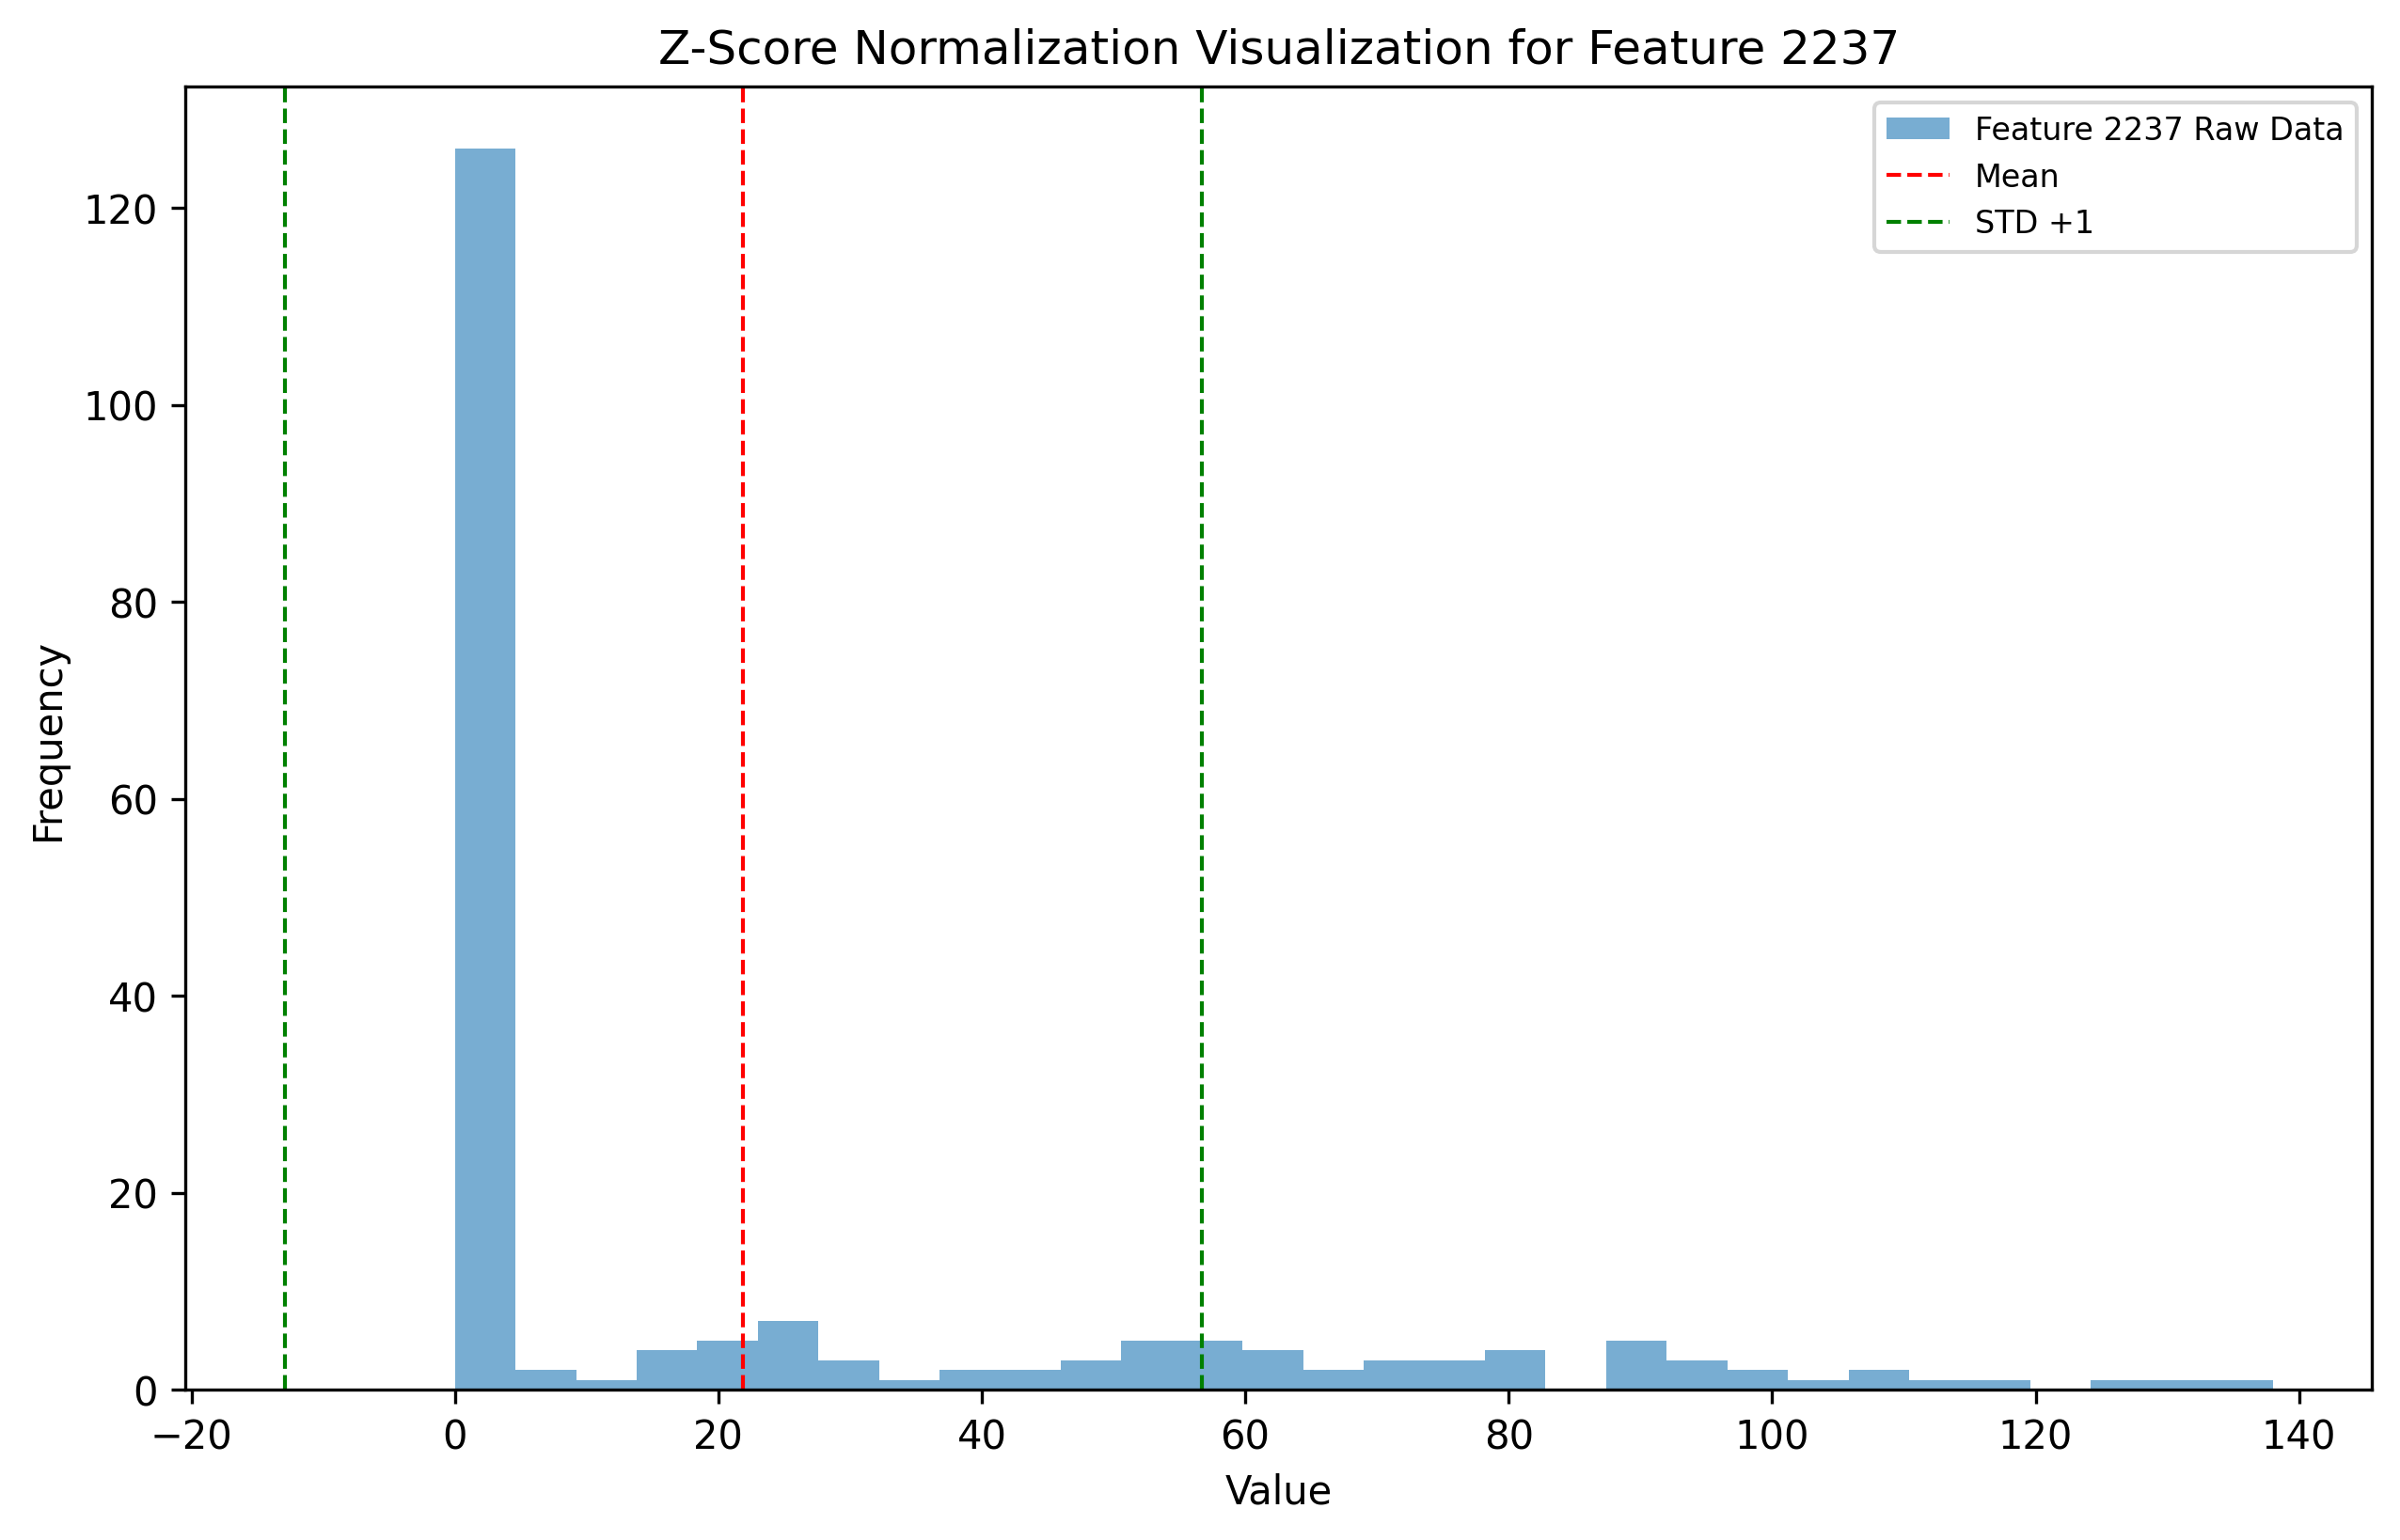 Z-Score Normalization Visualization for Feature 2237
Feature 2237 Raw Data
Mean
STD +1
120
100
80
60
40
20
0
Frequency
−20 0 20 40 60 80 100 120 140
Value